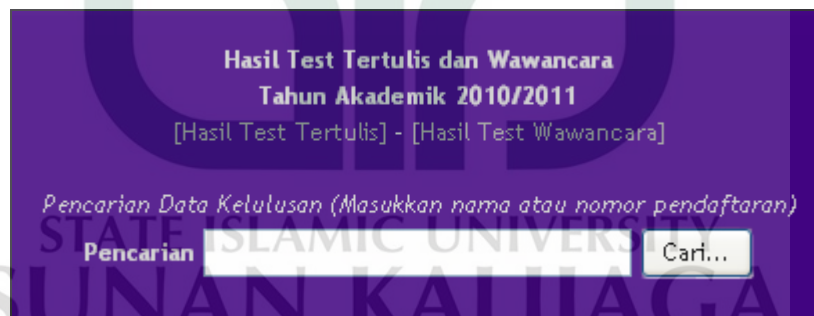 Hasil Test Tertulis dan Wawancara
Tahun Akademik 2010/2011
[Hasil Test Tertulis] - [Hasil Test Wawancara]
Pencarian Data Kelulusan (Masukkan nama atau nomor pendaftaran)
STATE ISLAMIC UNIVERSITY
Pencarian Cari...
SUNAN KALIJAGA